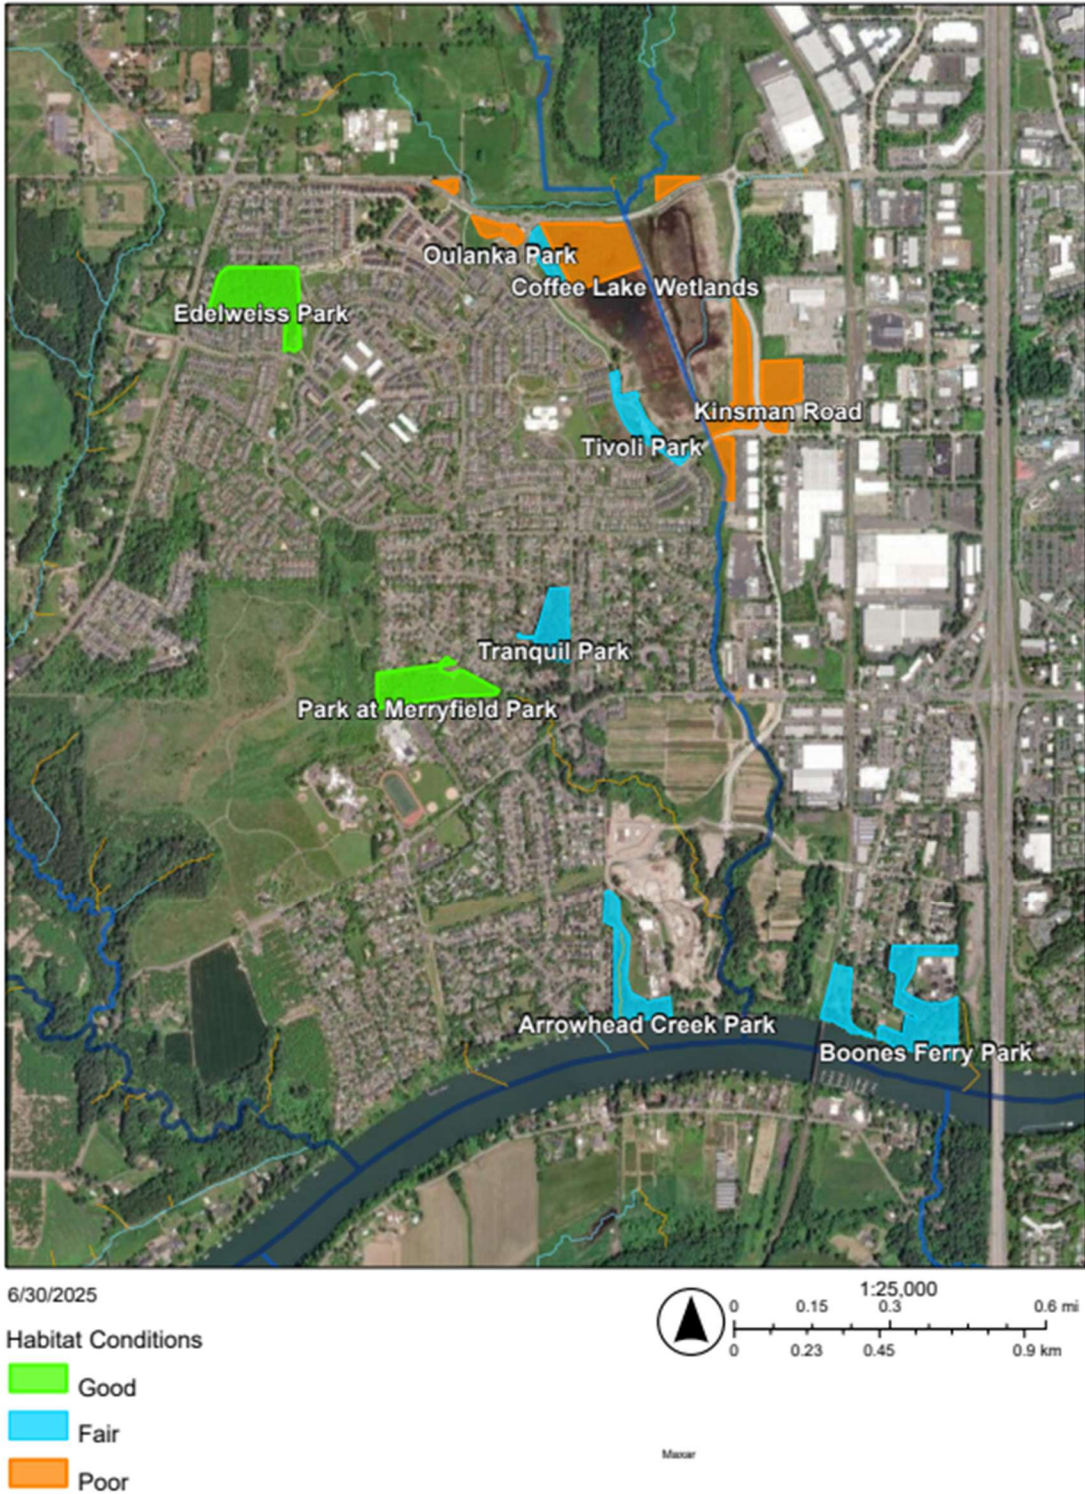 Oulanka Park
Coffee Lake Wetlands
Edelweiss Park
Kinsman Road
Tivoli Park
Tranquil Park
Park at Merryfield Park
Arrowhead Creek Park
Boones Ferry Park
6/30/2025
1:25,000
0 0.15 0.3 0.6 mi
0 0.23 0.45 0.9 km
Habitat Conditions
Good
Fair
Poor
Maxar